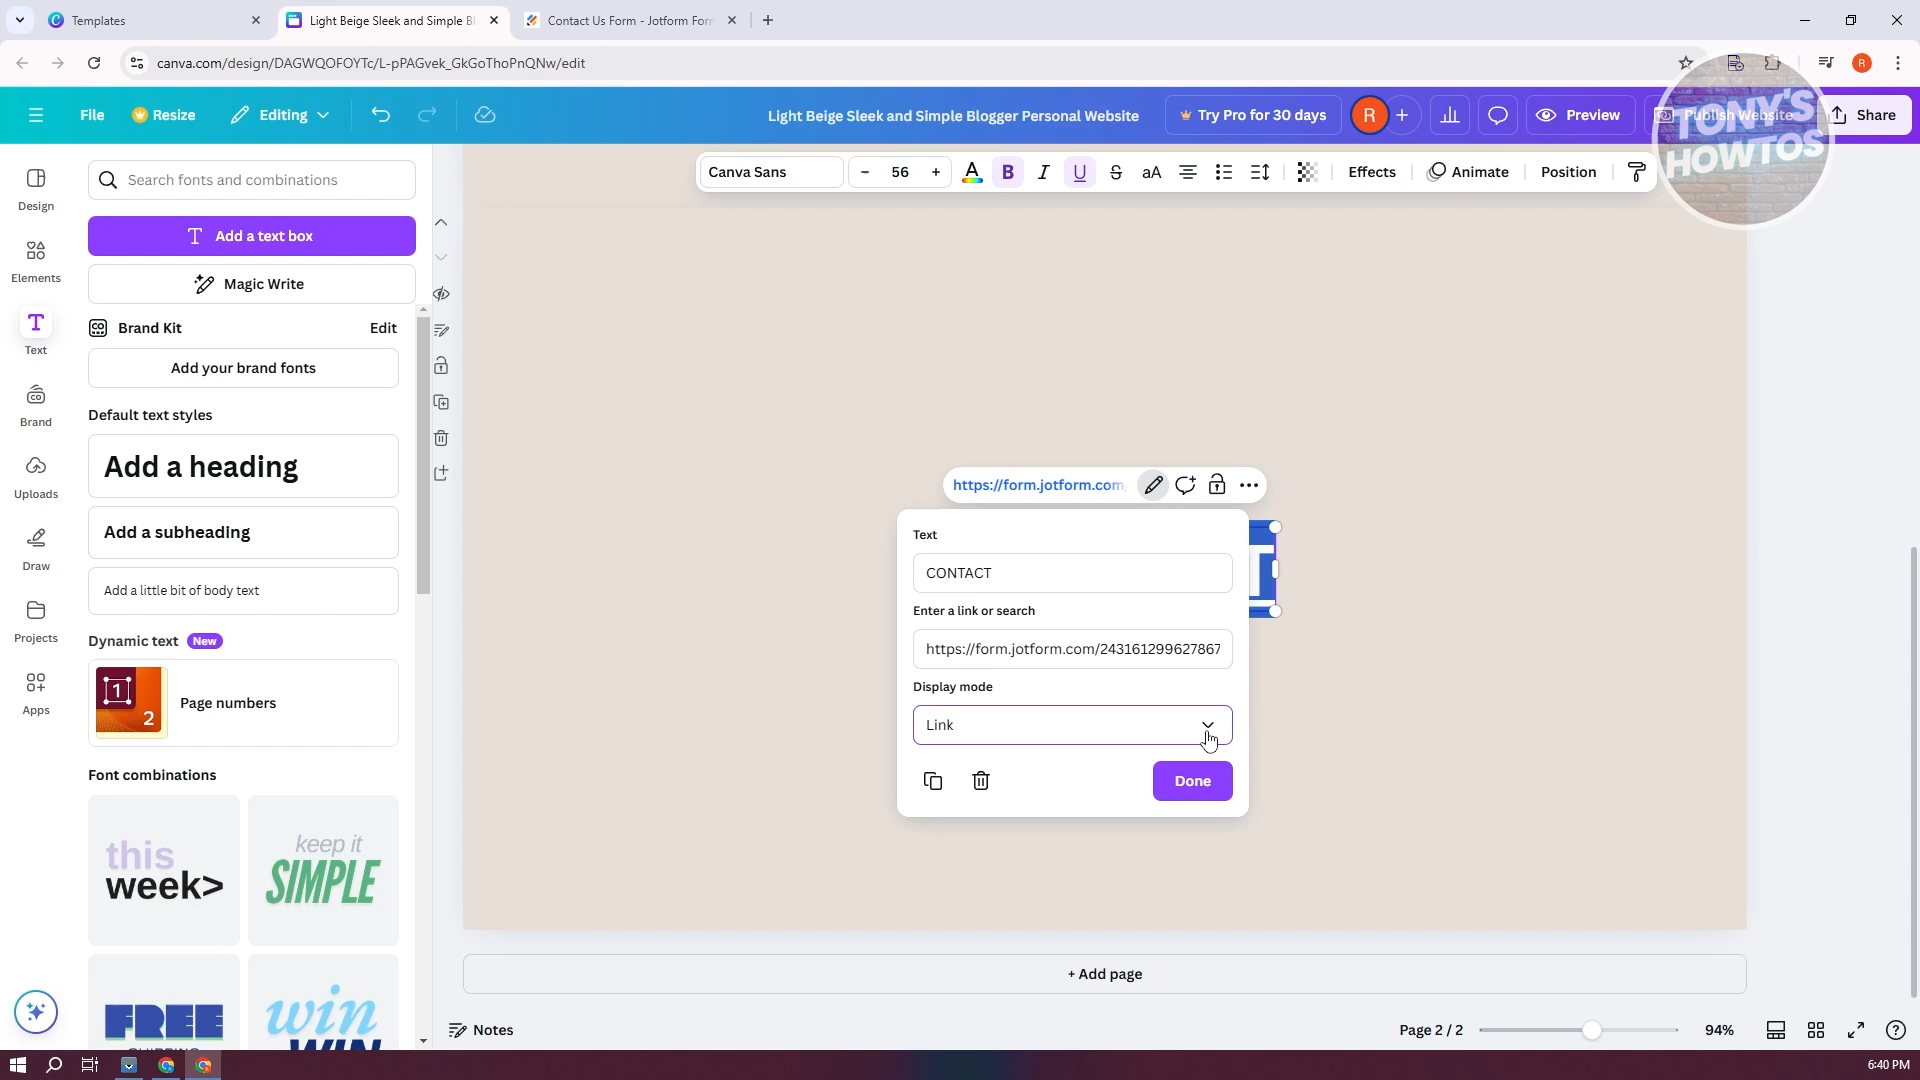 Templates
Light Beige Sleek and Simple Bl
Contact Us Form - Jotform Form
canva.com/design/DAGWQOFOYTc/L-pPAGvek_GkGoThoPnQNw/edit
R
File
Resize
Editing
Light Beige Sleek and Simple Blogger Personal Website
Try Pro for 30 days
R
Preview
Publish Website
Share
TONY'S
HOWTOS
Design
Elements
Text
Brand
Uploads
Draw
Projects
Apps
Search fonts and combinations
Add a text box
Magic Write
Brand Kit
Edit
Add your brand fonts
Default text styles
Add a heading
Add a subheading
Add a little bit of body text
Dynamic text New
1
2
Page numbers
Font combinations
this
week>
keep it
SIMPLE
FREE
win
Canva Sans
56
A
B
I
U
S
aA
Effects
Animate
Position
https://form.jotform.com/
Text
CONTACT
Enter a link or search
https://form.jotform.com/243161299627867
Display mode
Link
Done
T
+ Add page
Notes
Page 2 / 2
94%
6:40 PM